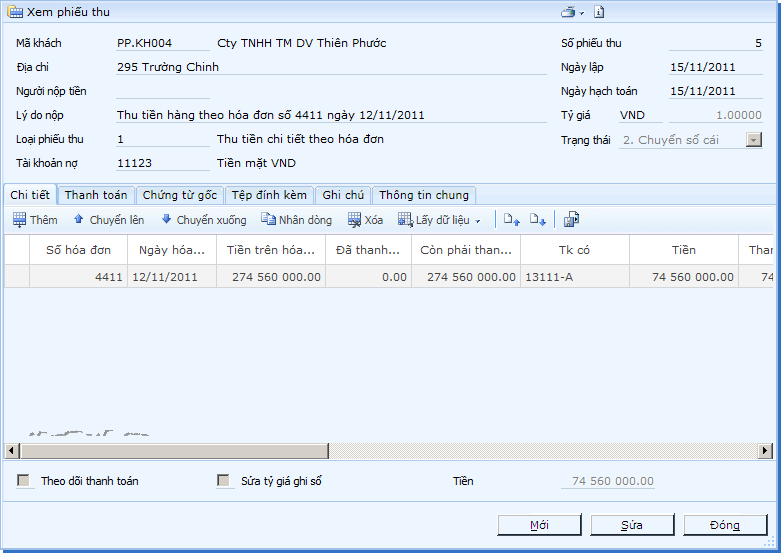 Xem phiếu thu
Mã khách PP.KH004 Cty TNHH TM DV Thiên Phước Số phiếu thu 5
Địa chỉ 295 Trường Chinh Ngày lập 15/11/2011
Người nộp tiền Ngày hạch toán 15/11/2011
Lý do nộp Thu tiền hàng theo hóa đơn số 4411 ngày 12/11/2011 Tỷ giá VND 1.00000
Loại phiếu thu 1 Thu tiền chi tiết theo hóa đơn Trạng thái 2. Chuyển sổ cái
Tài khoản nợ 11123 Tiền mặt VND
Chi tiết Thanh toán Chứng từ gốc Tệp đính kèm Ghi chú Thông tin chung
Thêm Chuyển lên Chuyển xuống Nhân dòng Xóa Lấy dữ liệu
Số hóa đơn Ngày hóa... Tiền trên hóa... Đã thanh... Còn phải than... Tk có Tiền Than
4411 12/11/2011 274 560 000.00 0.00 274 560 000.00 13111-A 74 560 000.00 74
Theo dõi thanh toán Sửa tỷ giá ghi sổ Tiền 74 560 000.00
Mới Sửa Đóng